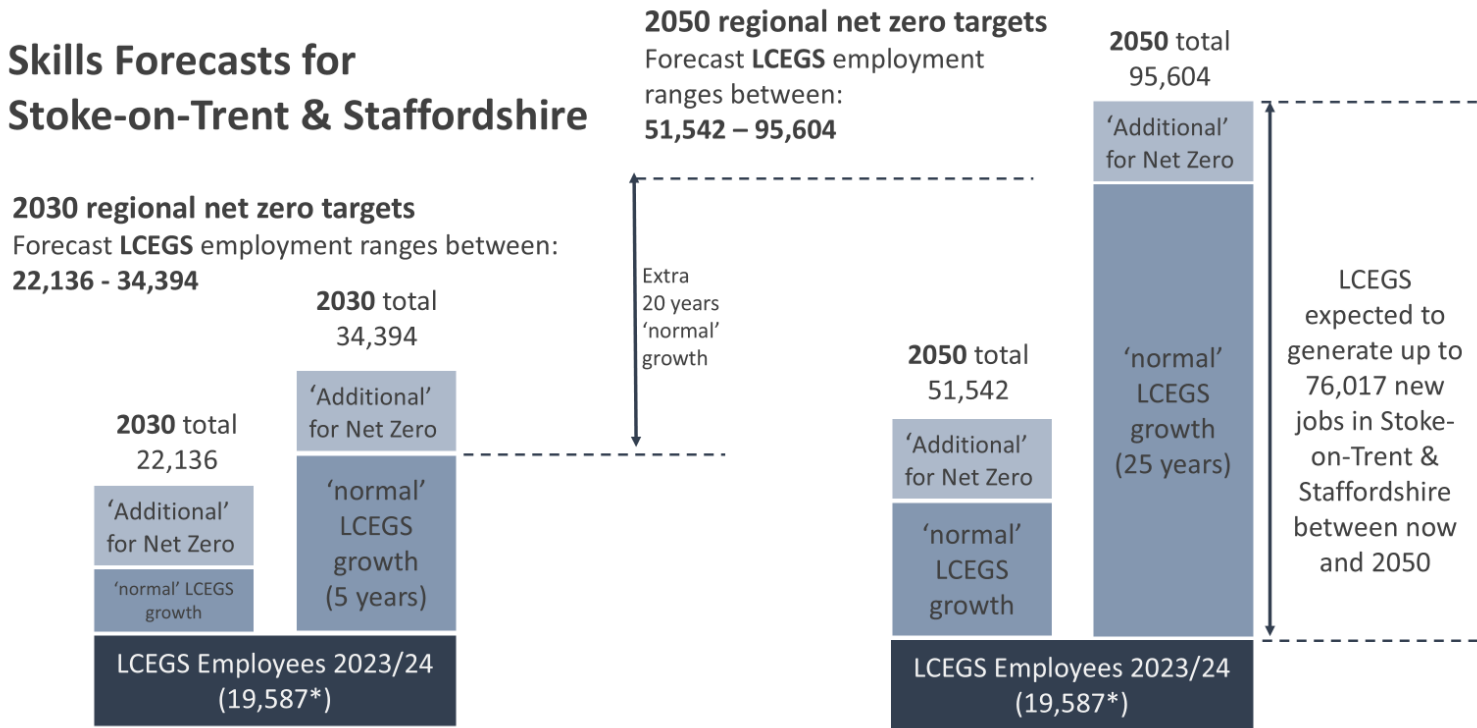 Skills Forecasts for
Stoke-on-Trent & Staffordshire
2030 regional net zero targets
Forecast LCEGS employment ranges between:
22,136 - 34,394
2030 total
22,136
'Additional'
for Net Zero
'normal' LCEGS
growth
2030 total
34,394
'Additional'
for Net Zero
'normal'
LCEGS
growth
(5 years)
LCEGS Employees 2023/24
(19,587*)
2050 regional net zero targets
Forecast LCEGS employment
ranges between:
51,542 – 95,604
Extra
20 years
'normal'
growth
2050 total
51,542
'Additional'
for Net Zero
'normal'
LCEGS
growth
2050 total
95,604
'Additional'
for Net Zero
'normal'
LCEGS
growth
(25 years)
LCEGS Employees 2023/24
(19,587*)
LCEGS
expected to
generate up to
76,017 new
jobs in Stoke-
on-Trent &
Staffordshire
between now
and 2050